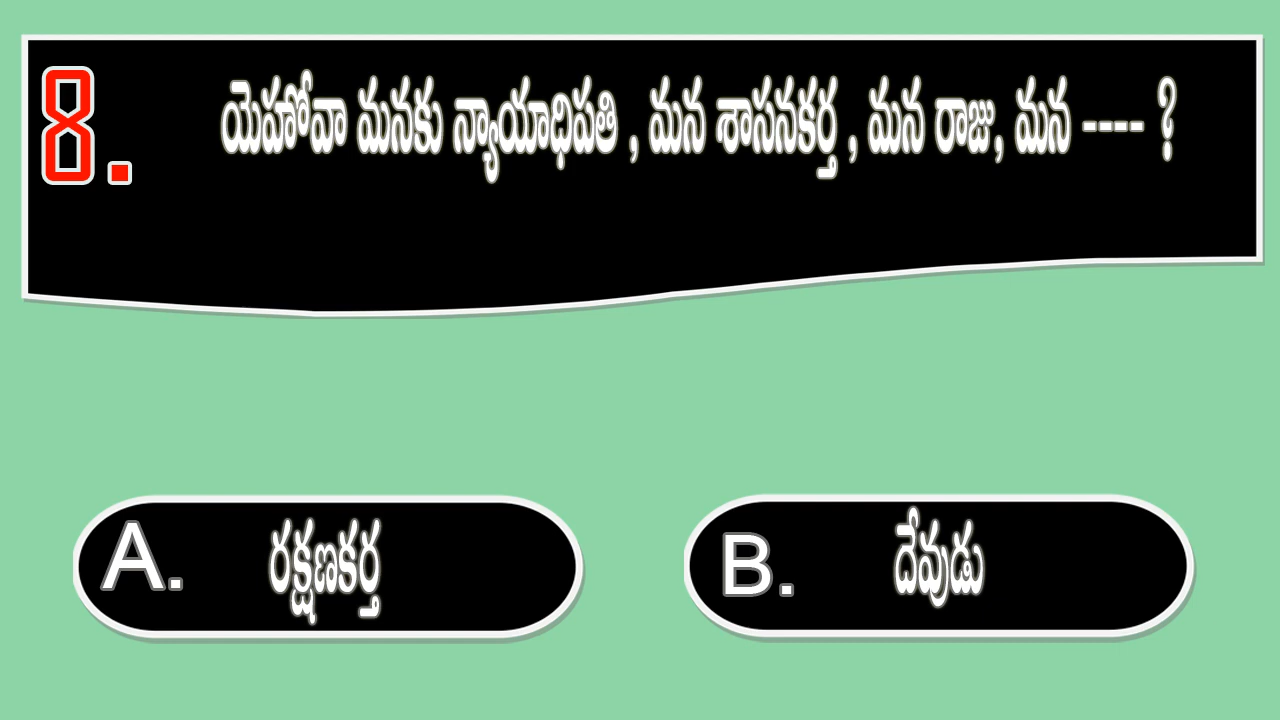 8. యెహోవా మనకు న్యాయాధిపతి , మన శాసనకర్త , మన రాజు, మన ---- ?
A. రక్షణకర్త
B. దేవుడు